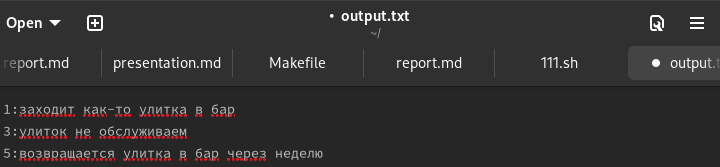 Open
• output.txt
~/
report.md
presentation.md
Makefile
report.md
111.sh
● output.t
1:заходит как-то улитка в бар
3:улиток не обслуживаем
5:возвращается улитка в бар через неделю